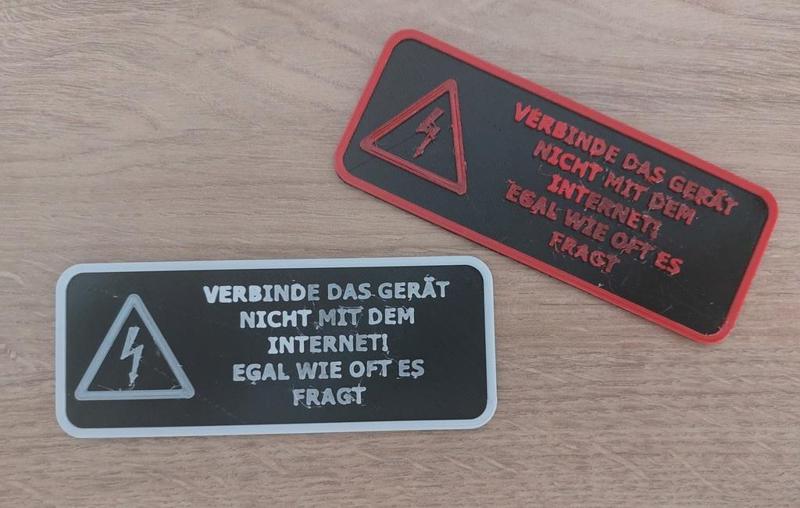 VERBINDE DAS GERÄT
NICHT MIT DEM
INTERNET!
EGAL WIE OFT ES
FRAGT
VERBINDE DAS GERÄT
NICHT MIT DEM
INTERNET!
EGAL WIE OFT ES
FRAGT